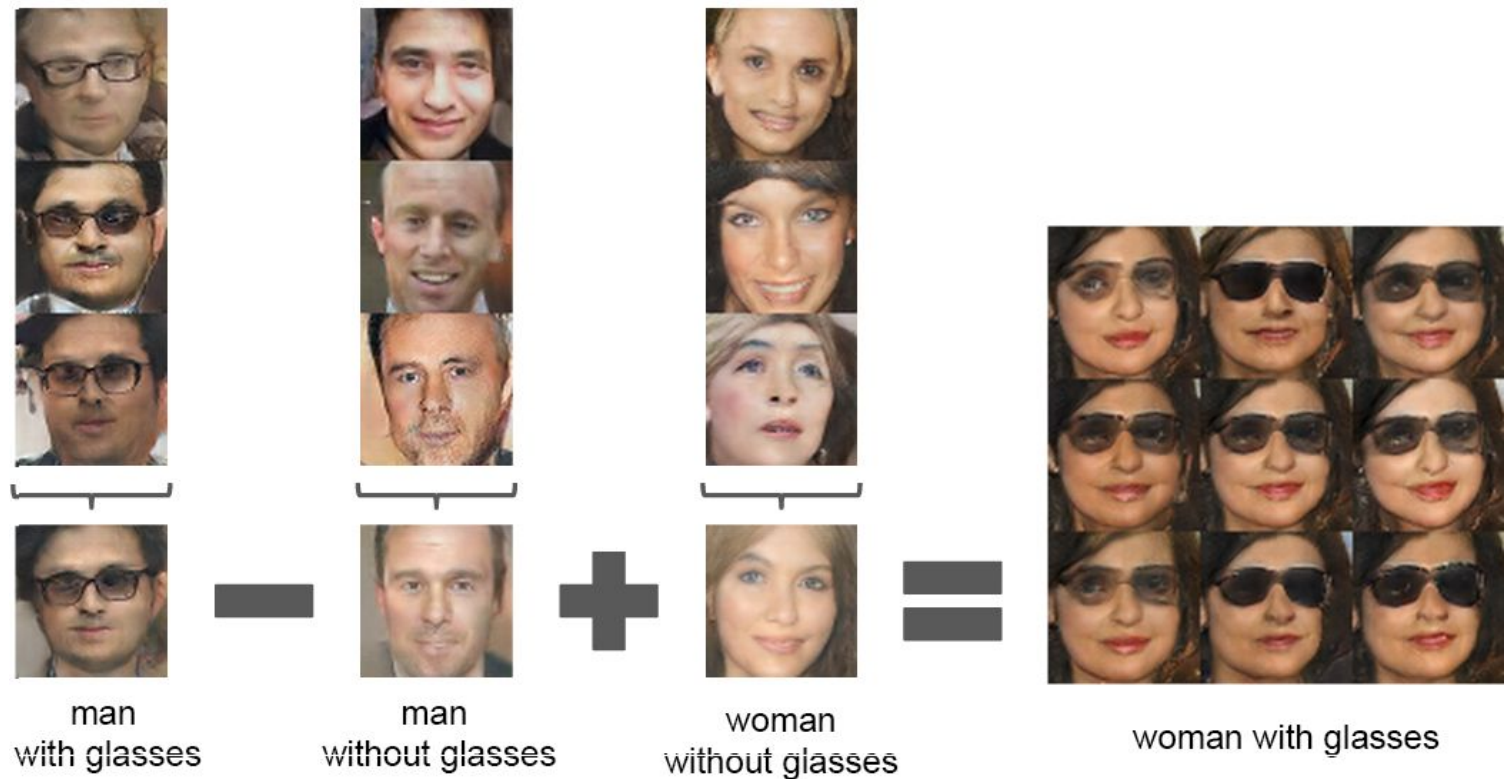 man
with glasses
man
without glasses
woman
without glasses
woman with glasses